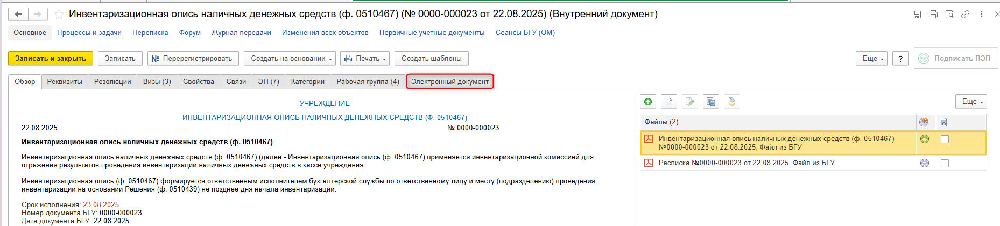 Инвентаризационная опись наличных денежных средств (ф. 0510467) (№ 0000-000023 от 22.08.2025) (Внутренний документ)
Основное Процессы и задачи Переписка Форум Журнал передачи Изменения всех объектов Первичные учетные документы Сеансы БГУ (ОМ)
Записать и закрыть Записать № Перерегистрировать Создать на основании Печать Создать шаблоны Еще ? Подписать ПЭП
Обзор Реквизиты Резолюции Визы (3) Свойства Связи ЭП (7) Категории Рабочая группа (4) Электронный документ
УЧРЕЖДЕНИЕ
ИНВЕНТАРИЗАЦИОННАЯ ОПИСЬ НАЛИЧНЫХ ДЕНЕЖНЫХ СРЕДСТВ (Ф. 0510467)
22.08.2025 № 0000-000023
Инвентаризационная опись наличных денежных средств (ф. 0510467)
Инвентаризационная опись наличных денежных средств (ф. 0510467) (далее - Инвентаризационная опись (ф. 0510467) применяется инвентаризационной комиссией для
отражения результатов проведения инвентаризации наличных денежных средств в кассе учреждения.
Инвентаризационная опись (ф. 0510467) формируется ответственным исполнителем бухгалтерской службы по ответственному лицу и месту (подразделению) проведения
инвентаризации на основании Решения (ф. 0510439) не позднее дня начала инвентаризации.
Срок исполнения: 23.08.2025
Номер документа БГУ: 0000-000023
Дата документа БГУ: 22.08.2025
Еще
Файлы (2)
Инвентаризационная опись наличных денежных средств (ф. 0510467)
№0000-000023 от 22.08.2025, Файл из БГУ
Расписка №0000-000023 от 22.08.2025, Файл из БГУ